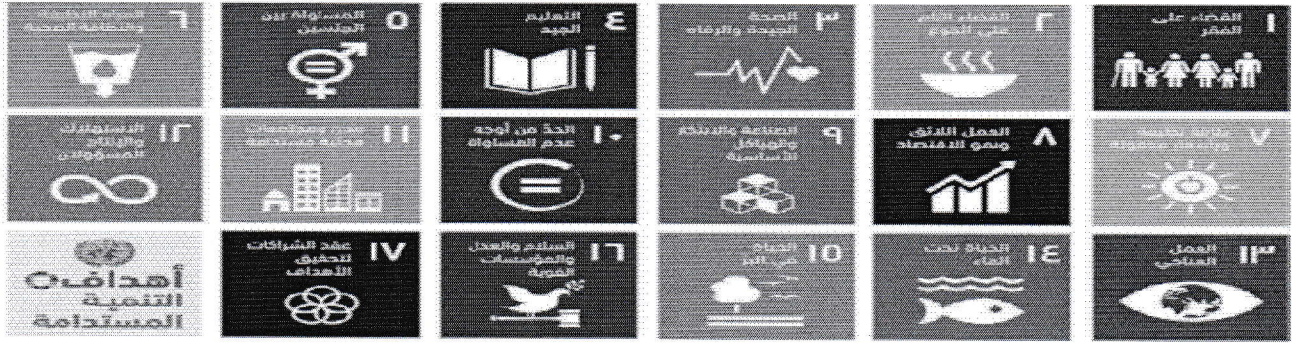 ١ القضاء على
الفقر
٢ القضاء التام
على الجوع
٣ الصحة
الجيدة والرفاه
٤ التعليم
الجيد
٥ المساواة بين
الجنسين
٦ المياه النظيفة
والنظافة الصحية
٧ طاقة نظيفة
وبأسعار معقولة
٨ العمل اللائق
ونمو الاقتصاد
٩ الصناعة والابتكار
والهياكل
الأساسية
١٠ الحدّ من أوجه
عدم المساواة
١١ مدن ومجتمعات
محلية مستدامة
١٢ الاستهلاك
والإنتاج
المسؤولان
١٣ العمل
المناخي
١٤ الحياة تحت
الماء
١٥ الحياة
في البر
١٦ السلام والعدل
والمؤسسات
القوية
١٧ عقد الشراكات
لتحقيق
الأهداف
أهداف
التنمية
المستدامة